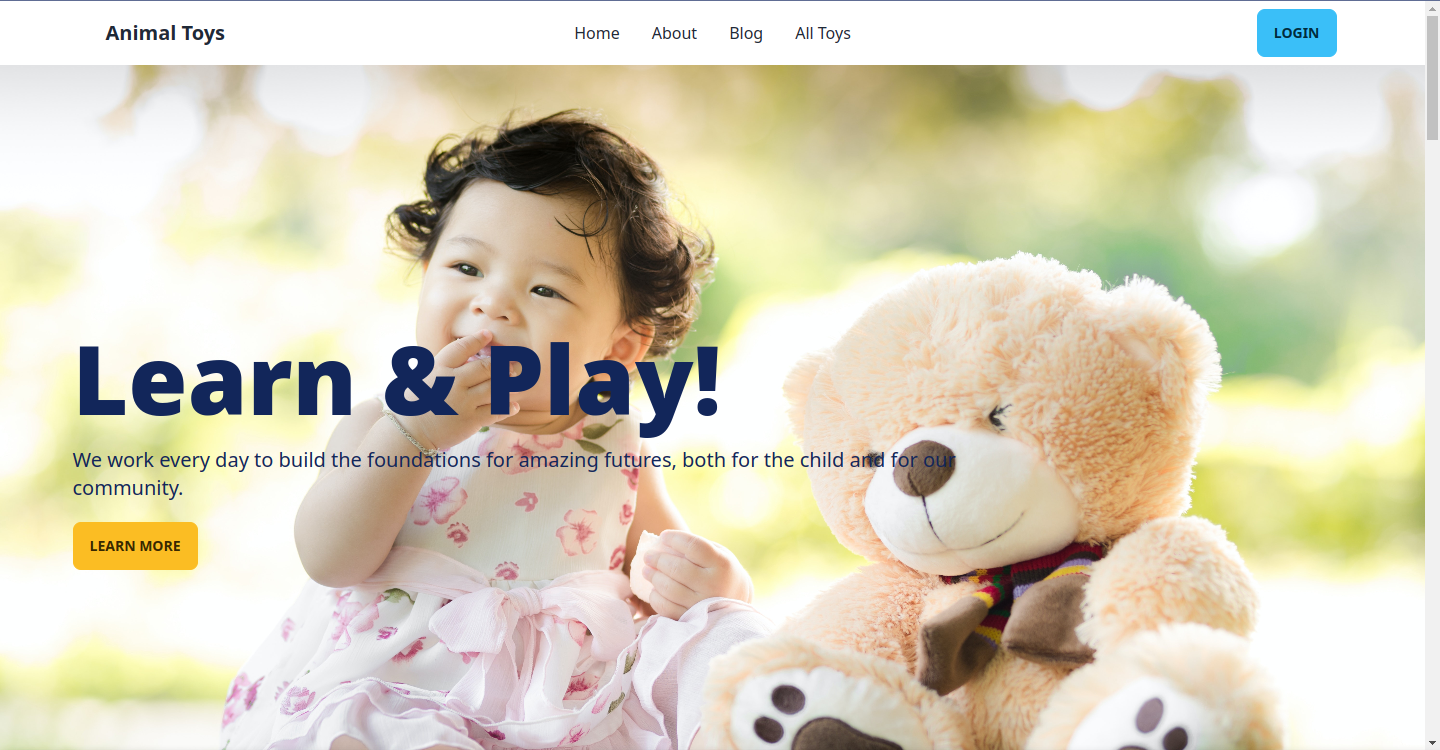 Animal Toys
Home
About
Blog
All Toys
LOGIN
Learn & Play!
We work every day to build the foundations for amazing futures, both for the child and for our
community.
LEARN MORE